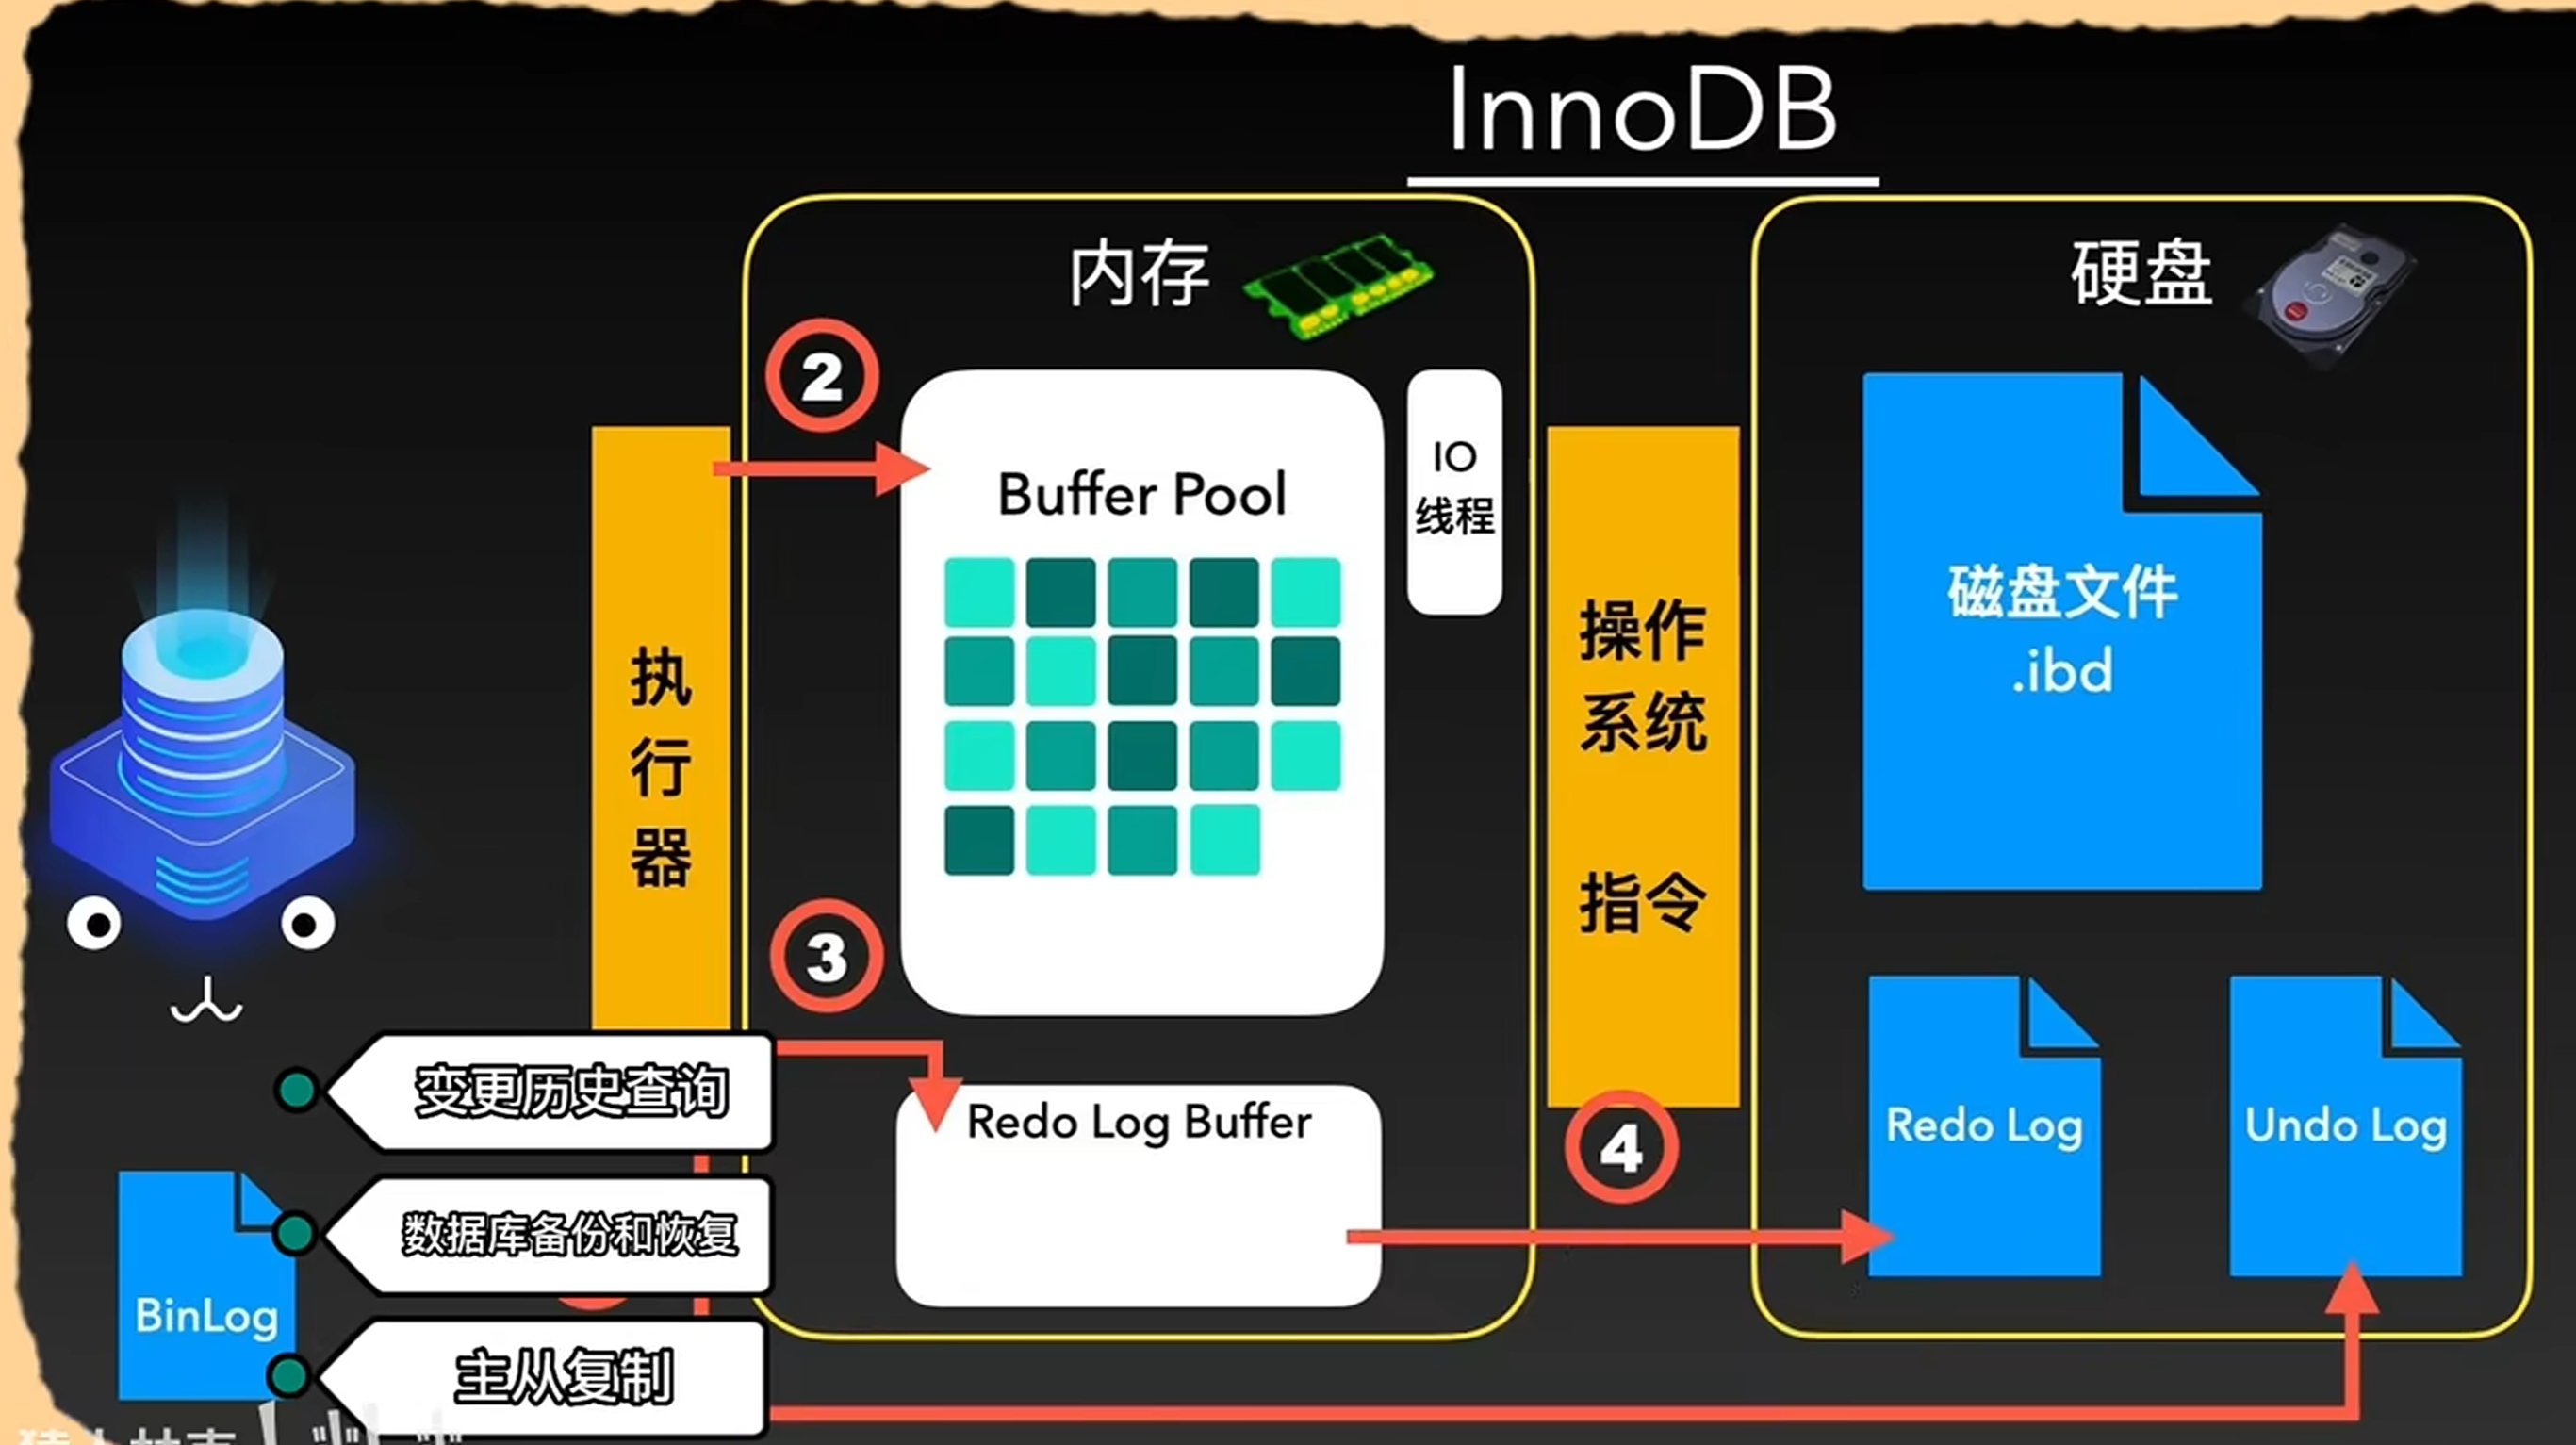 InnoDB
内存
硬盘
2
Buffer Pool
IO
线程
执
行
器
操作
系统
指令
磁盘文件
.ibd
3
变更历史查询
Redo Log Buffer
4
Redo Log
Undo Log
数据库备份和恢复
BinLog
主从复制